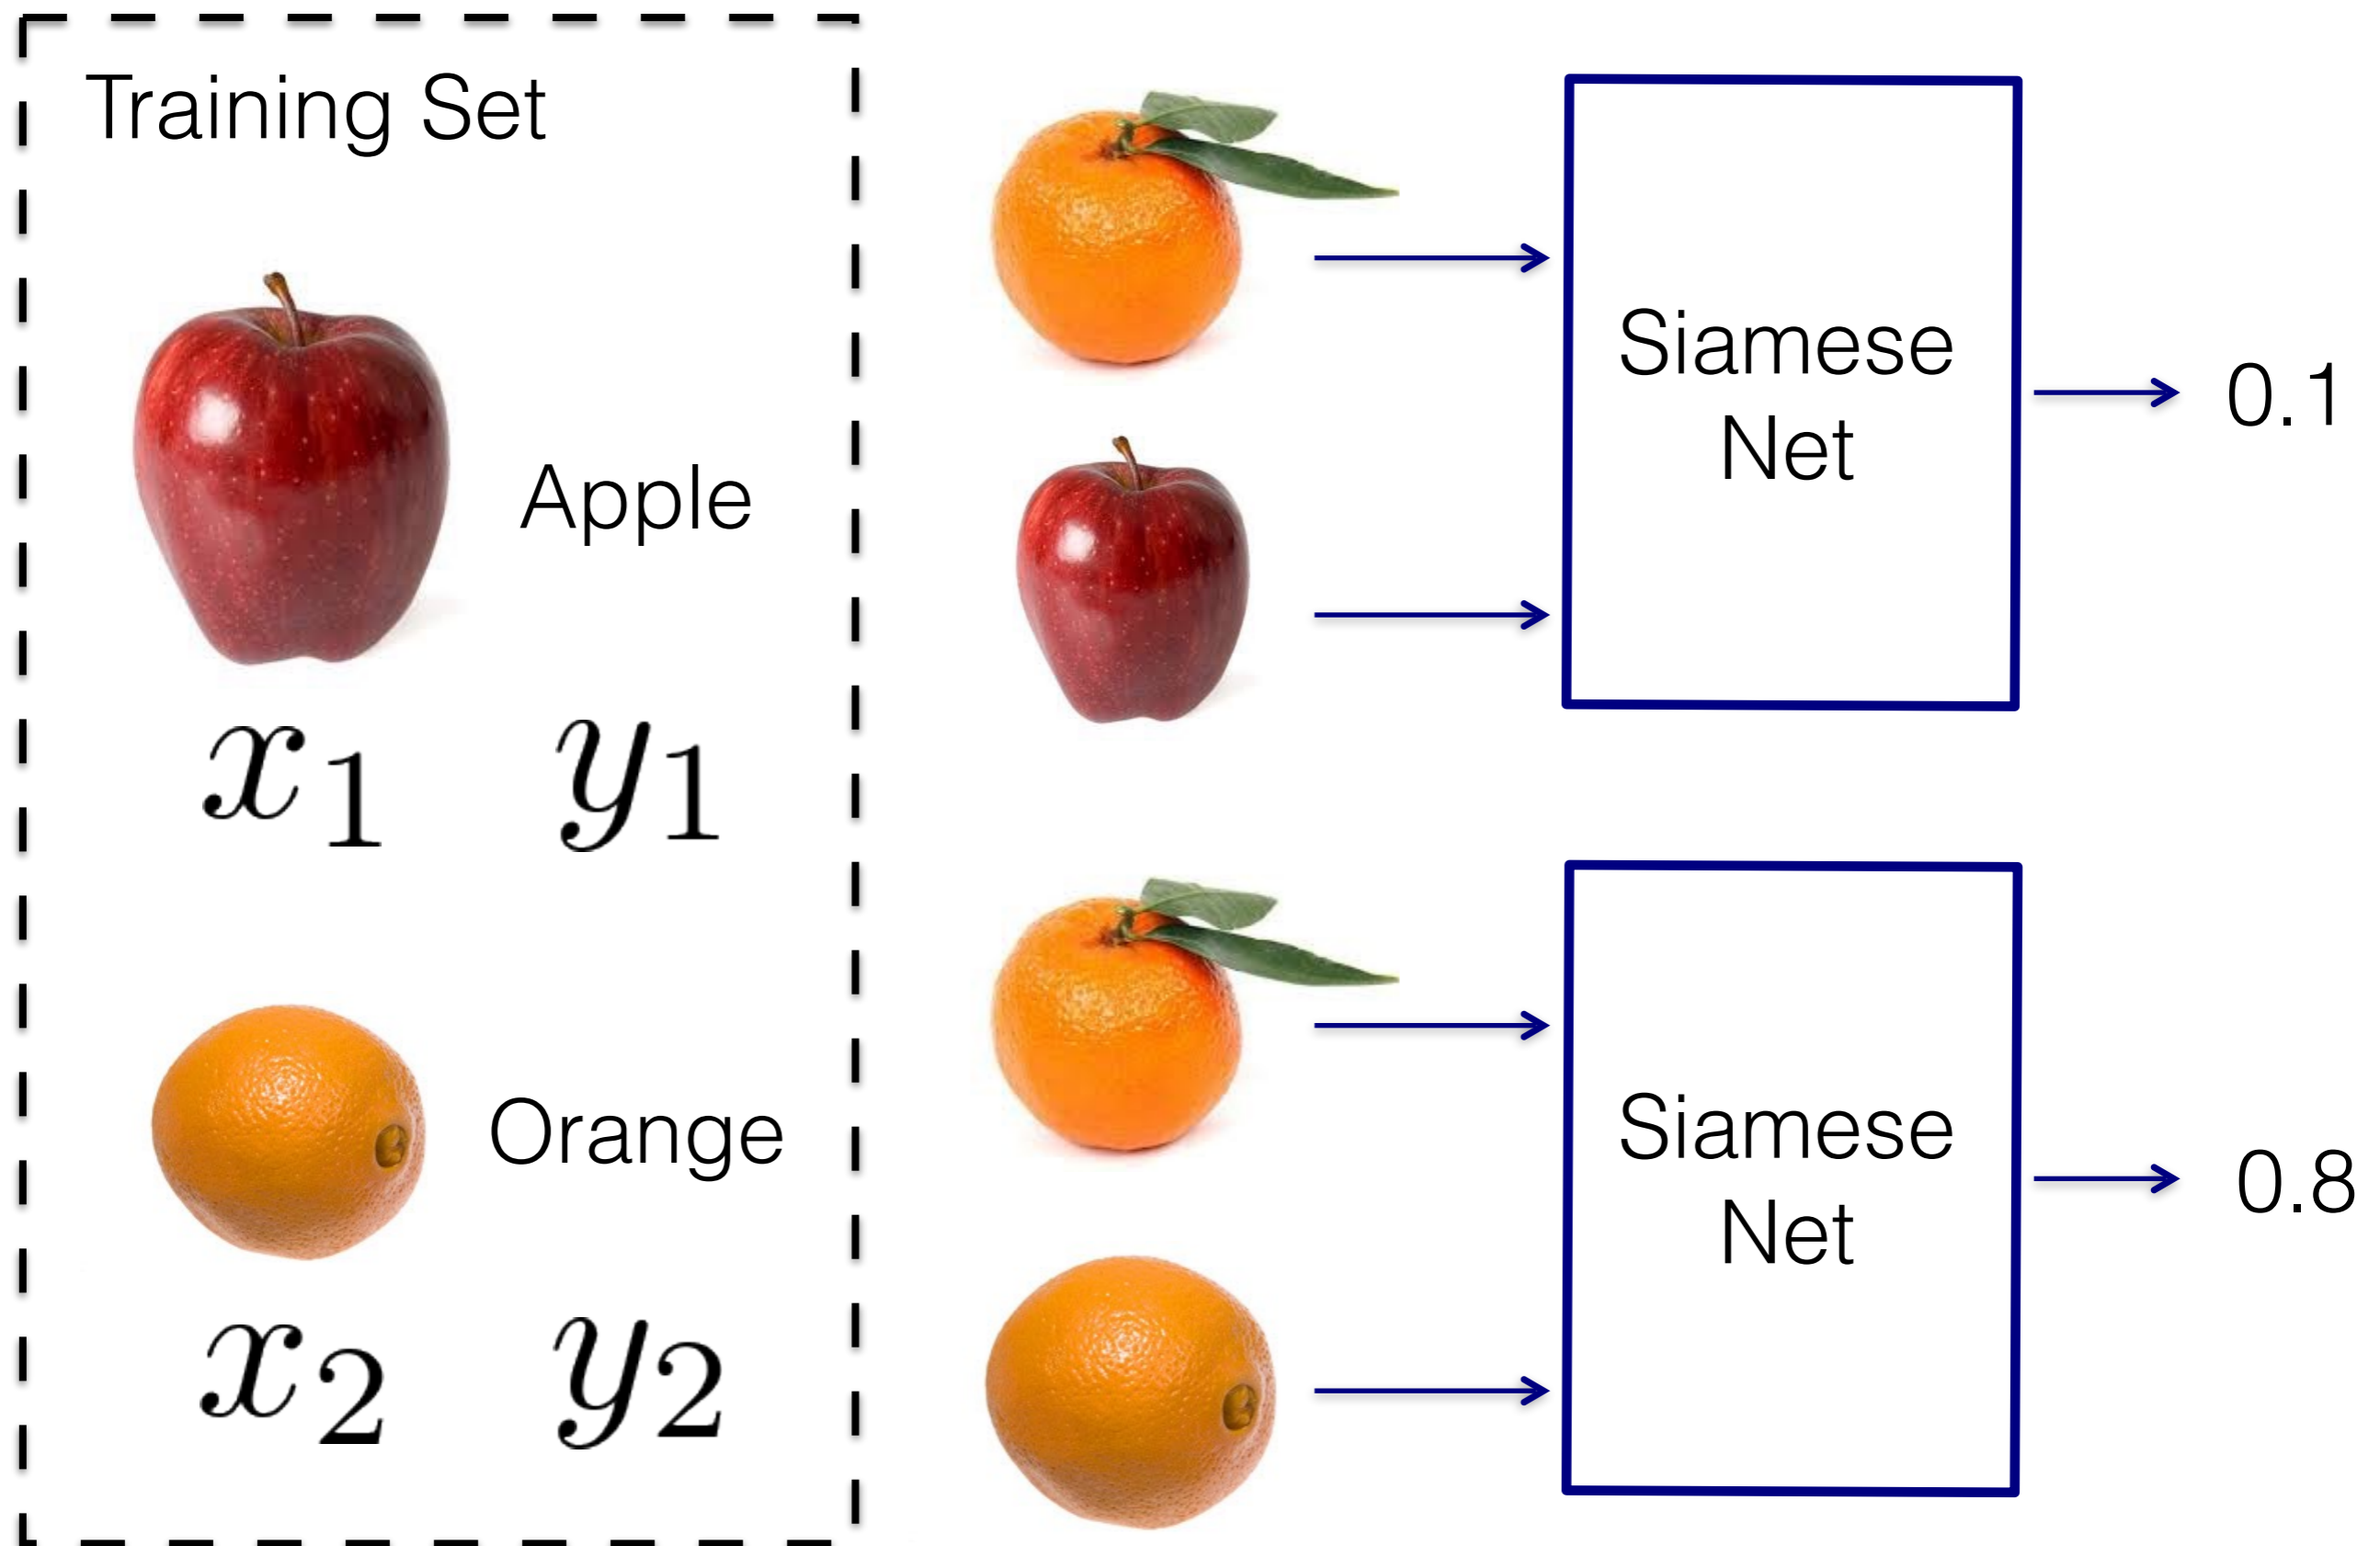 Training Set
Apple
x₁ y₁
Orange
x₂ y₂
Siamese
Net
0.1
Siamese
Net
0.8